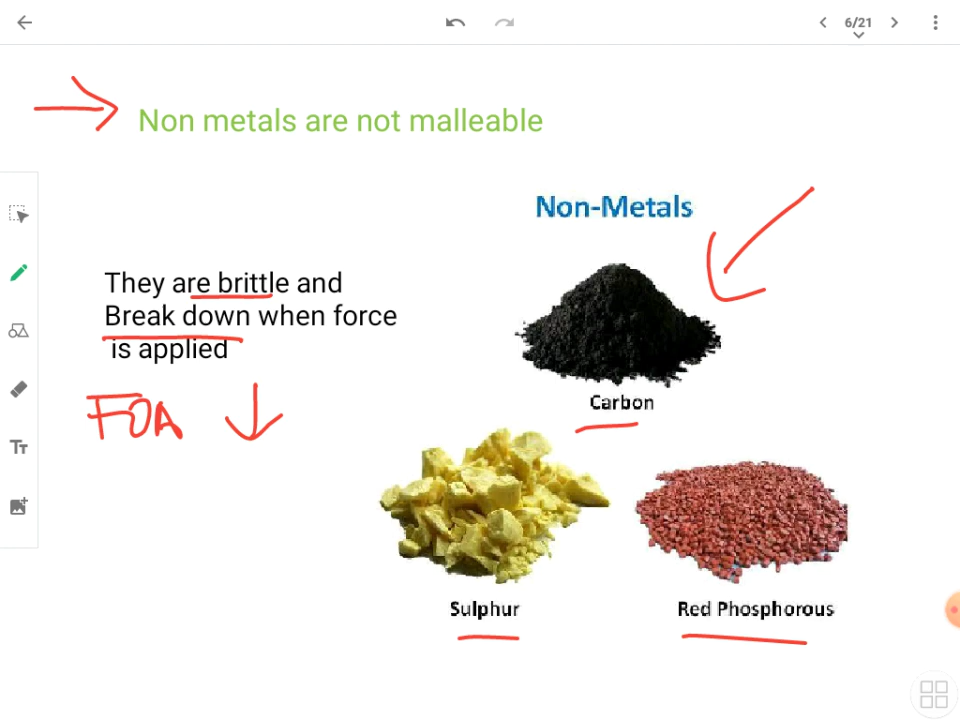 6/21
Non metals are not malleable
Non-Metals
They are brittle and
Break down when force
is applied
FOA
Carbon
Sulphur
Red Phosphorous
Tт